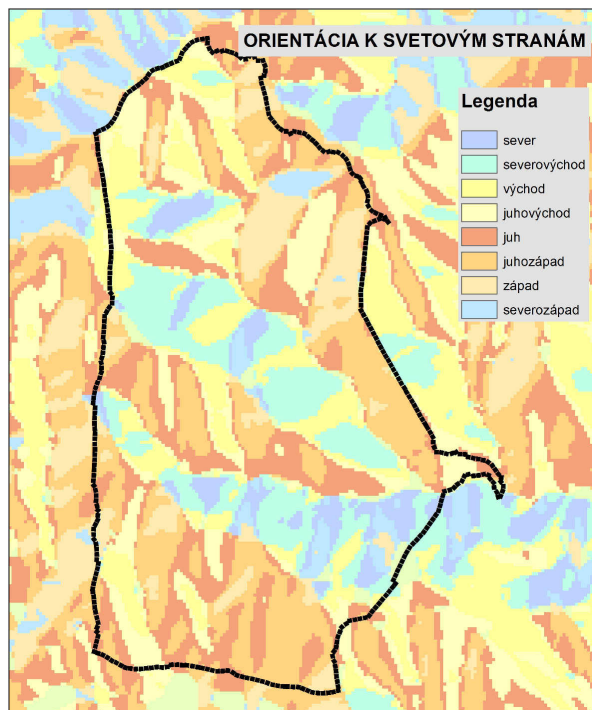 ORIENTÁCIA K SVETOVÝM STRANÁM
Legenda
sever
severovýchod
východ
juhovýchod
juh
juhozápad
západ
severozápad